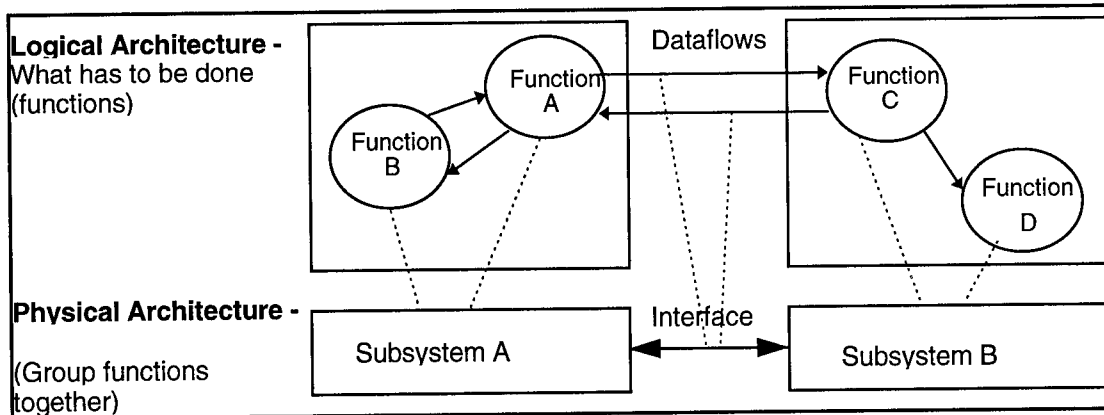 Logical Architecture -
What has to be done
(functions)
Dataflows
Function
A
Function
B
Function
C
Function
D
Physical Architecture -
(Group functions
together)
Subsystem A
Interface
Subsystem B